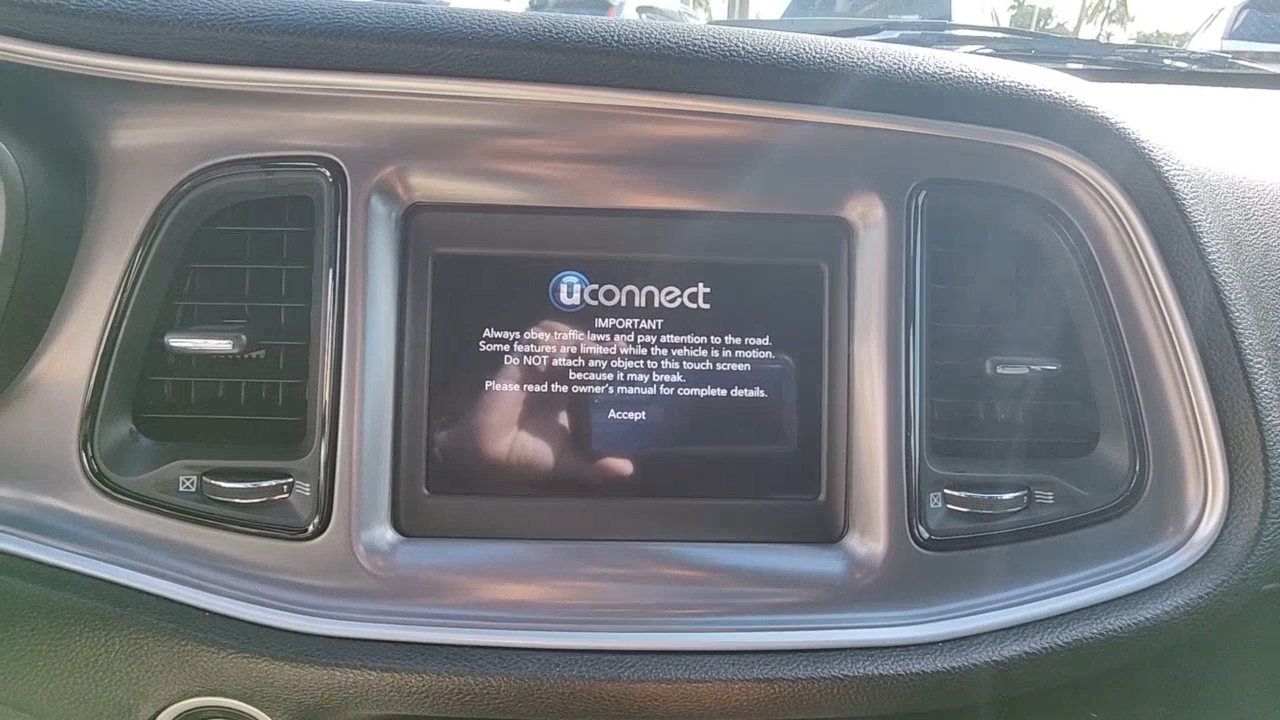 uconnect
IMPORTANT
Always obey traffic laws and pay attention to the road.
Some features are limited while the vehicle is in motion.
Do NOT attach any object to this touch screen
because it may break.
Please read the owner's manual for complete details.
Accept